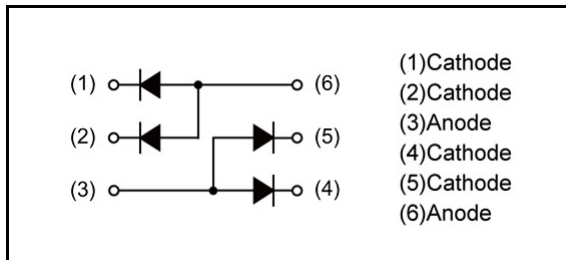 (1)
(6)
(2)
(5)
(3)
(4)
(1)Cathode
(2)Cathode
(3)Anode
(4)Cathode
(5)Cathode
(6)Anode